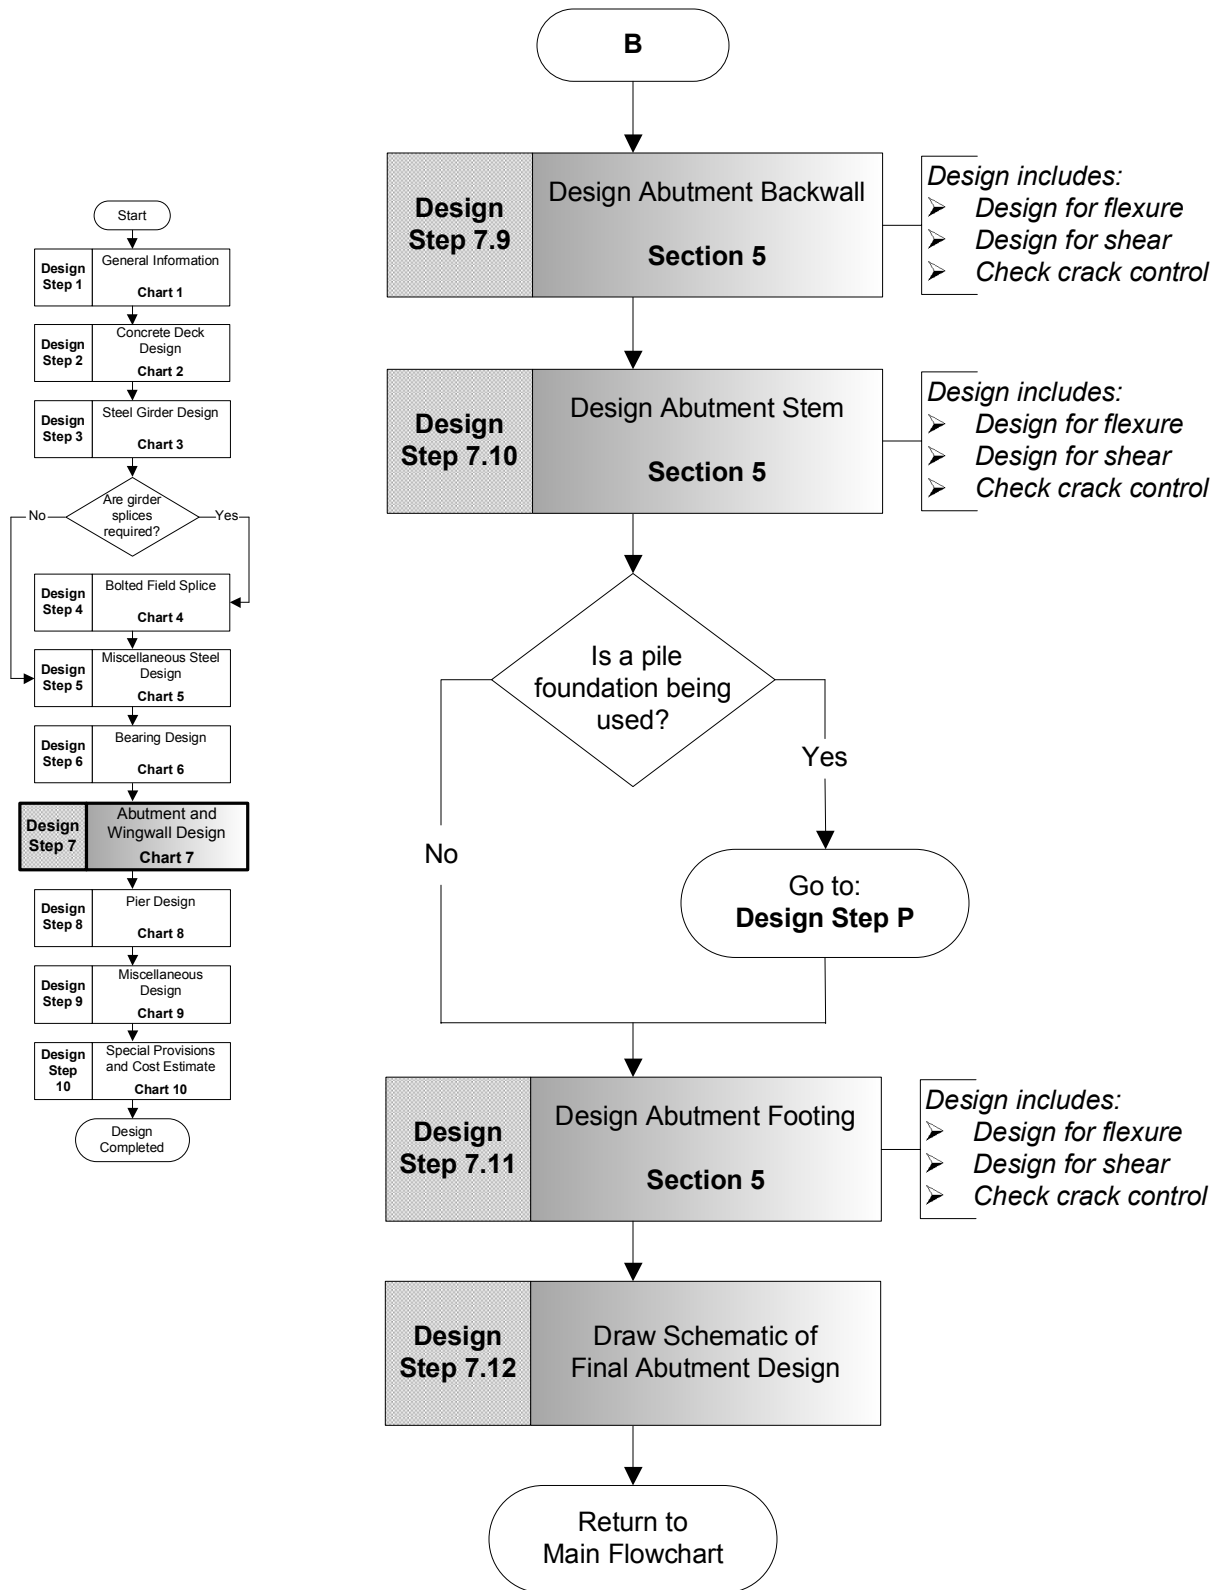 Start
Design
Step 1
General Information
Chart 1
Design
Step 2
Concrete Deck
Design
Chart 2
Design
Step 3
Steel Girder Design
Chart 3
Are
girder
splices
required?
No
Yes
Design
Step 4
Bolted Field Splice
Chart 4
Design
Step 5
Miscellaneous Steel
Design
Chart 5
Design
Step 6
Bearing Design
Chart 6
Design
Step 7
Abutment and
Wingwall Design
Chart 7
Design
Step 8
Pier Design
Chart 8
Design
Step 9
Miscellaneous
Design
Chart 9
Design
Step
10
Special Provisions
and Cost Estimate
Chart 10
Design
Completed
B
Design
Step 7.9
Design Abutment Backwall
Section 5
Design includes:
➢ Design for flexure
➢ Design for shear
➢ Check crack control
Design
Step 7.10
Design Abutment Stem
Section 5
Design includes:
➢ Design for flexure
➢ Design for shear
➢ Check crack control
Is a pile
foundation being
used?
No
Yes
Go to:
Design Step P
Design
Step 7.11
Design Abutment Footing
Section 5
Design includes:
➢ Design for flexure
➢ Design for shear
➢ Check crack control
Design
Step 7.12
Draw Schematic of
Final Abutment Design
Return to
Main Flowchart